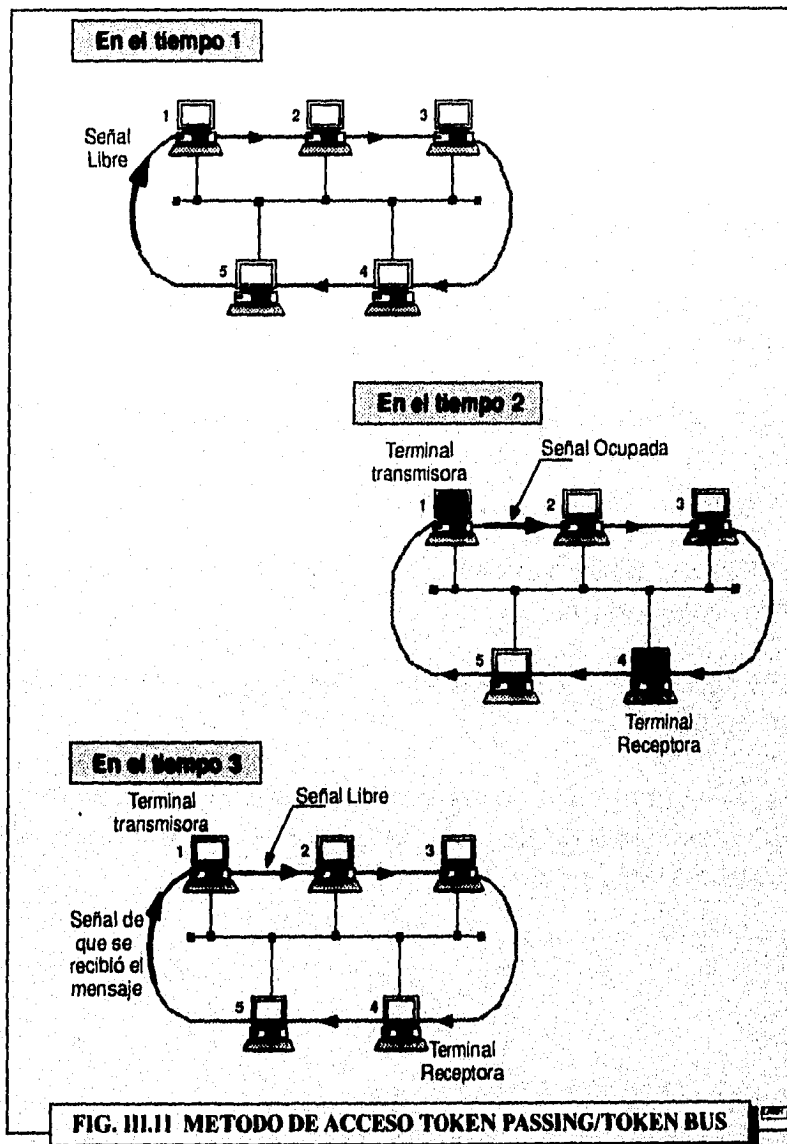 En el tiempo 1
1
2
3
Señal
Libre
5
4
En el tiempo 2
Terminal
transmisora
Señal Ocupada
1
2
3
5
4
Terminal
Receptora
En el tiempo 3
Terminal
transmisora
Señal Libre
1
2
3
Señal de
que se
recibló el
mensaje
5
4
Terminal
Receptora
FIG. III.11 METODO DE ACCESO TOKEN PASSING/TOKEN BUS